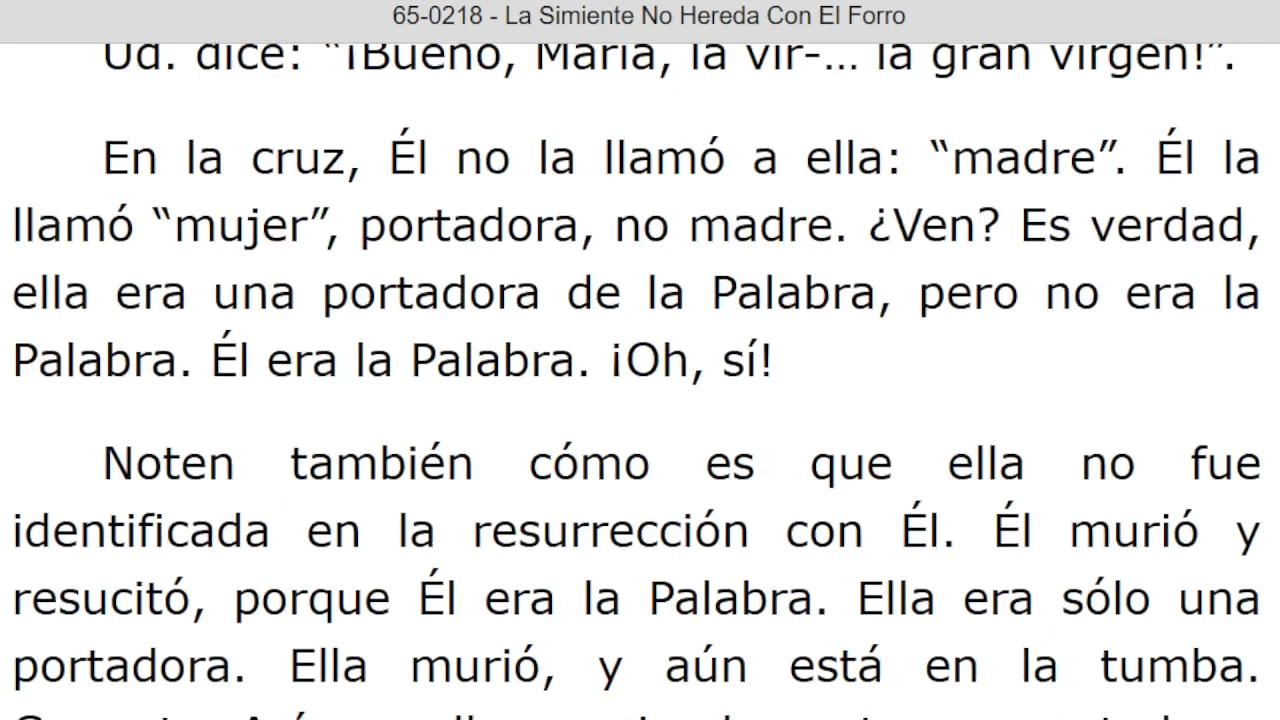 65-0218 - La Simiente No Hereda Con El Forro
Ud. dice: “¡Bueno, María, la vir-... la gran virgen!”.
En la cruz, Él no la llamó a ella: “madre”. Él la
llamó “mujer”, portadora, no madre. ¿Ven? Es verdad,
ella era una portadora de la Palabra, pero no era la
Palabra. Él era la Palabra. ¡Oh, sí!
Noten también cómo es que ella no fue
identificada en la resurrección con Él. Él murió y
resucitó, porque Él era la Palabra. Ella era sólo una
portadora. Ella murió, y aún está en la tumba.